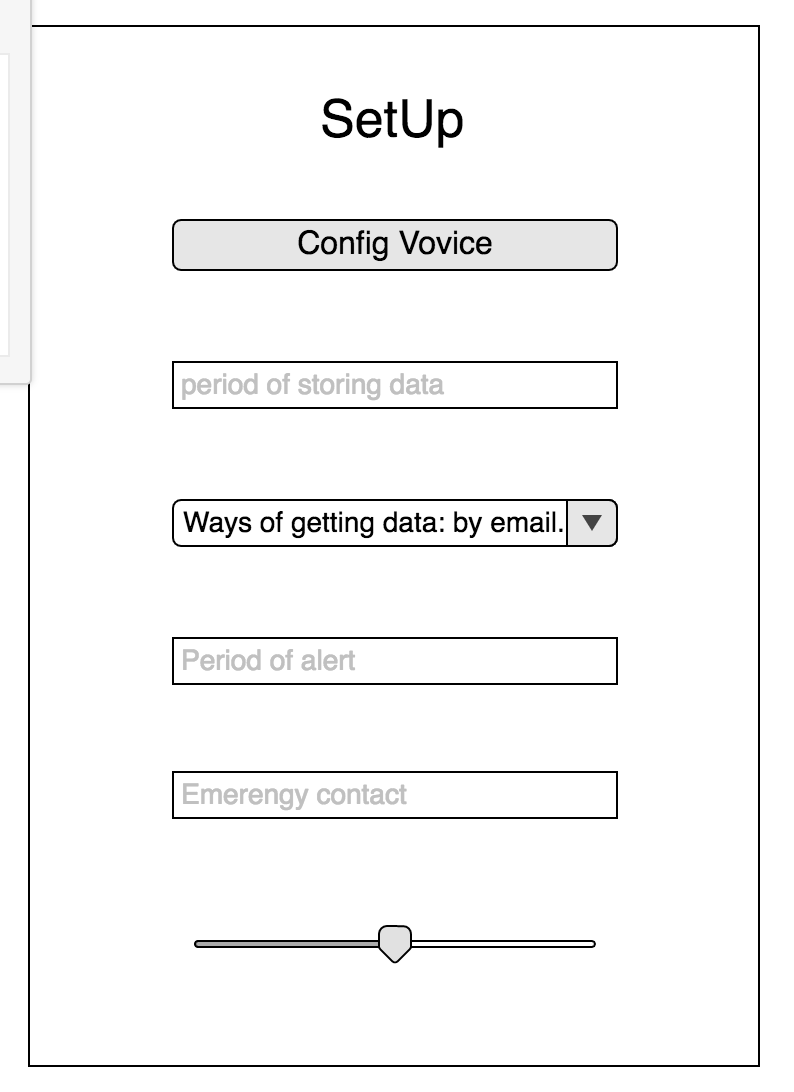 SetUp
Config Vovice
period of storing data
Ways of getting data: by email.
Period of alert
Emerengy contact